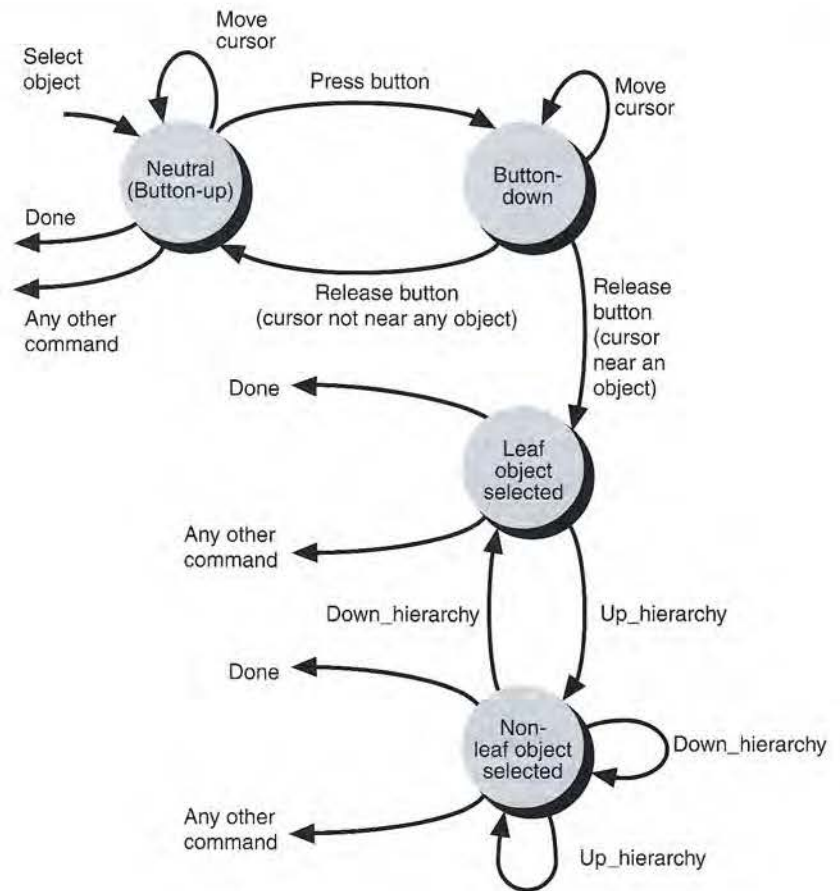 Move
cursor
Select
object
Press button
Move
cursor
Neutral
(Button-up)
Button-
down
Done
Release button
(cursor not near any object)
Any other
command
Release
button
(cursor
near an
object)
Done
Leaf
object
selected
Any other
command
Down_hierarchy
Up_hierarchy
Done
Non-
leaf object
selected
Down_hierarchy
Any other
command
Up_hierarchy